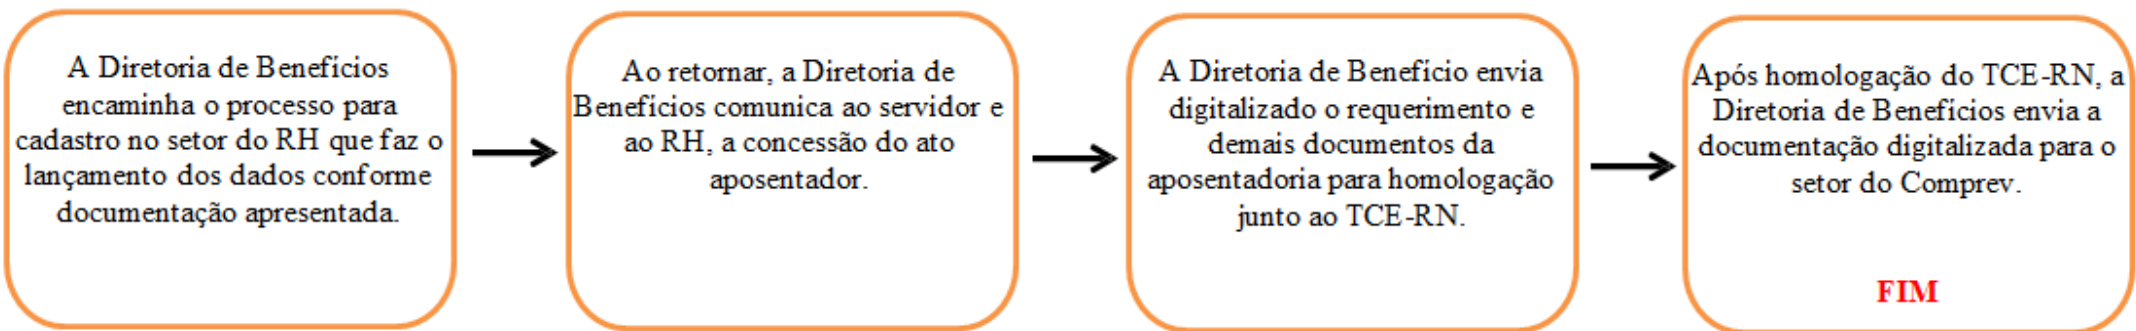 A Diretoria de Benefícios
encaminha o processo para
cadastro no setor do RH que faz o
lançamento dos dados conforme
documentação apresentada.
Ao retornar, a Diretoria de
Benefícios comunica ao servidor e
ao RH, a concessão do ato
aposentador.
A Diretoria de Benefício envia
digitalizado o requerimento e
demais documentos da
aposentadoria para homologação
junto ao TCE-RN.
Após homologação do TCE-RN, a
Diretoria de Benefícios envia a
documentação digitalizada para o
setor do Comprev.
FIM